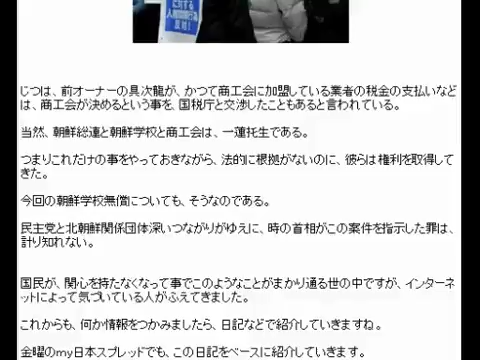 に対する
人権侵害行為
反対!
じつは、前オーナーの具次龍が、かつて商工会に加盟している業者の税金の支払いなど
は、商工会が決めるという事を、国税庁と交渉したこともあると言われている。
当然、朝鮮総連と朝鮮学校と商工会は、一蓮托生である。
つまりこれだけの事をやっておきながら、法的に根拠がないのに、彼らは権利を取得して
きた。
今回の朝鮮学校無償についても、そうなのである。
民主党と北朝鮮関係団体深いつながりがゆえに、時の首相がこの案件を指示した罪は、
計り知れない。
国民が、関心を持たなくなって事でこのようなことがまかり通る世の中ですが、インターネ
ットによって気づいている人がふえてきました。
これからも、何か情報をつかみましたら、日記などで紹介していきますね。
金曜のmy日本スプレッドでも、この日記をベースに紹介していきます。